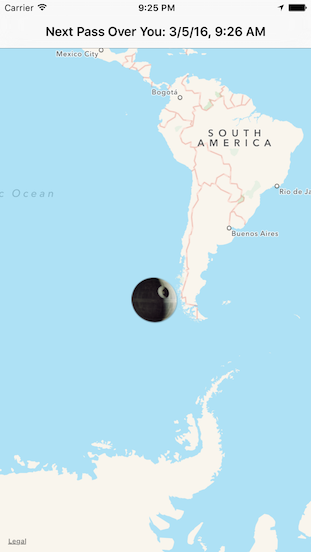 Carrier 9:25 PM
Next Pass Over You: 3/5/16, 9:26 AM
Mexico City
Bogotá
SOUTH
AMERICA
c Ocean
Rio de Ja
Buenos Aires
Legal